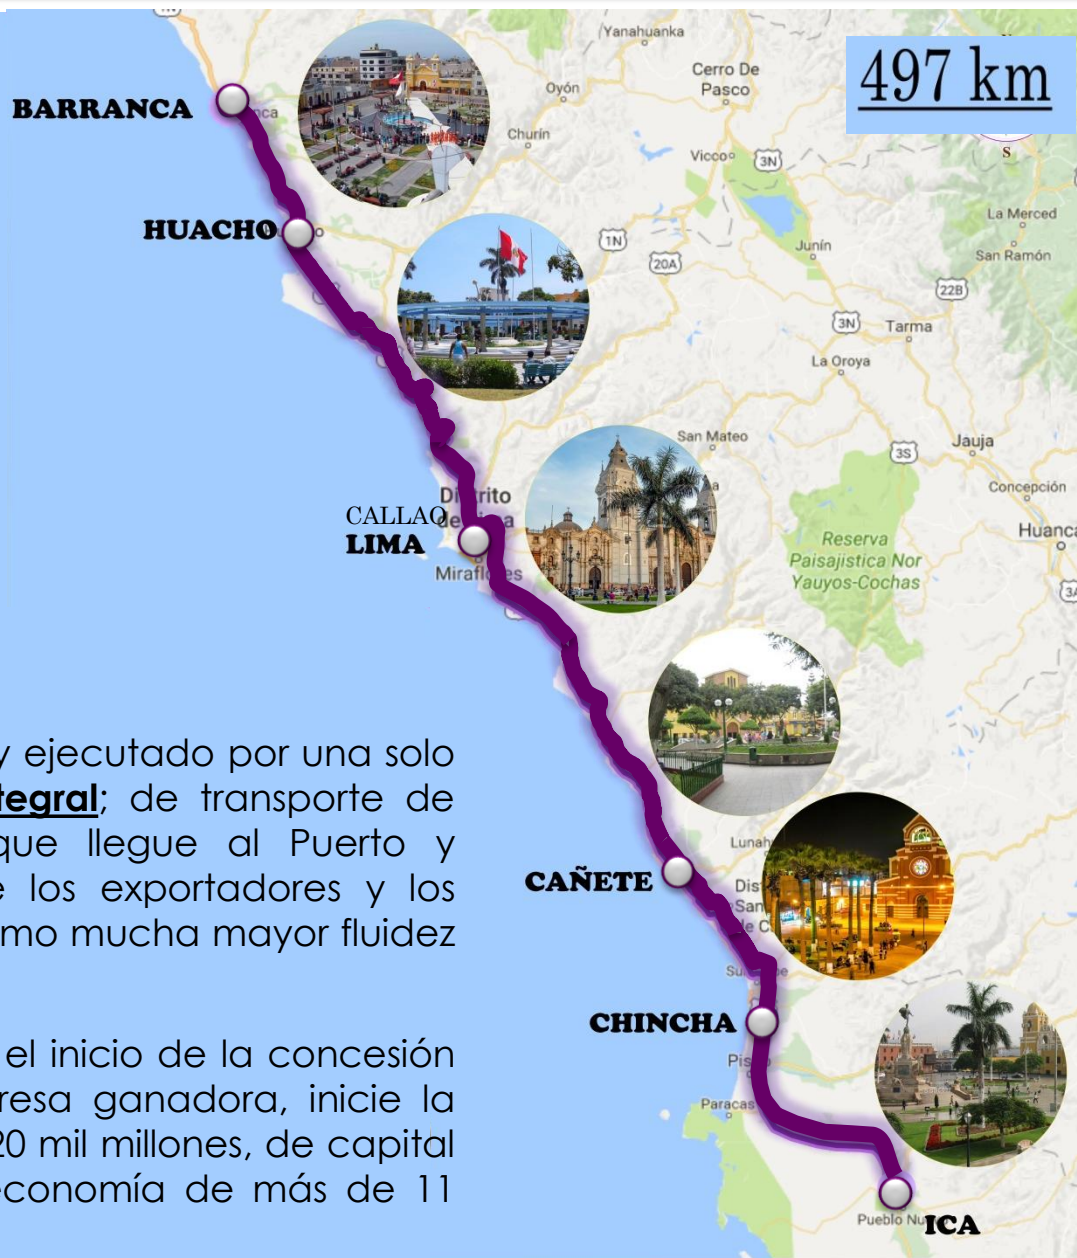 Yanahuanka
Cerro De
Pasco
497 km
BARRANCA
Oyón
Churín
Vicco
3N
S
HUACHO
La Merced
San Ramón
1N
20A
Junín
22B
3N
Tarma
La Oroya
San Mateo
3S
Jauja
Concepción
CALLAO
LIMA
Reserva
Paisajistica Nor
Yauyos-Cochas
y ejecutado por una solo
tegral; de transporte de
que llegue al Puerto y
e los exportadores y los
mo mucha mayor fluidez
CAÑETE
CHINCHA
el inicio de la concesión
resa ganadora, inicie la
20 mil millones, de capital
economía de más de 11
Paracas
Pueblo
ICA